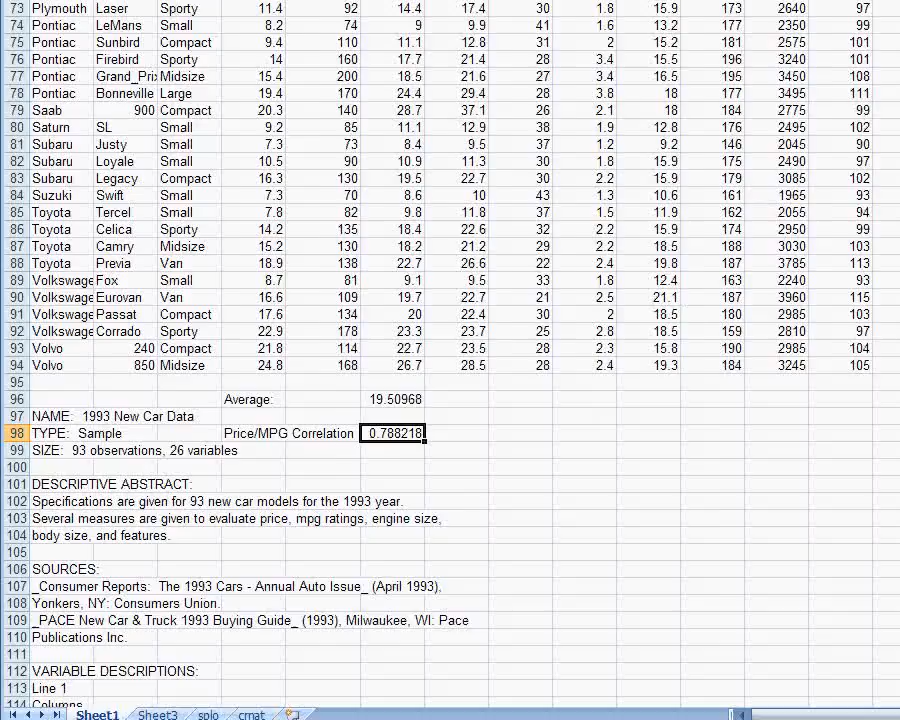 73 Plymouth Laser Sporty 11.4 92 14.4 17.4 30 1.8 15.9 173 2640 97
74 Pontiac LeMans Small 8.2 74 9 9.9 41 1.6 13.2 177 2350 99
75 Pontiac Sunbird Compact 9.4 110 11.1 12.8 31 2 15.2 181 2575 101
76 Pontiac Firebird Sporty 14 160 17.7 21.4 28 3.4 15.5 196 3240 101
77 Pontiac Grand_Prix Midsize 15.4 200 18.5 21.6 27 3.4 16.5 195 3450 108
78 Pontiac Bonneville Large 19.4 170 24.4 29.4 28 3.8 18 177 3495 111
79 Saab 900 Compact 20.3 140 28.7 37.1 26 2.1 18 184 2775 99
80 Saturn SL Small 9.2 85 11.1 12.9 38 1.9 12.8 176 2495 102
81 Subaru Justy Small 7.3 73 8.4 9.5 37 1.2 9.2 146 2045 90
82 Subaru Loyale Small 10.5 90 10.9 11.3 30 1.8 15.9 175 2490 97
83 Subaru Legacy Compact 16.3 130 19.5 22.7 30 2.2 15.9 179 3085 102
84 Suzuki Swift Small 7.3 70 8.6 10 43 1.3 10.6 161 1965 93
85 Toyota Tercel Small 7.8 82 9.8 11.8 37 1.5 11.9 162 2055 94
86 Toyota Celica Sporty 14.2 135 18.4 22.6 32 2.2 15.9 174 2950 99
87 Toyota Camry Midsize 15.2 130 18.2 21.2 29 2.2 18.5 188 3030 103
88 Toyota Previa Van 18.9 138 22.7 26.6 22 2.4 19.8 187 3785 113
89 Volkswage Fox Small 8.7 81 9.1 9.5 33 1.8 12.4 163 2240 93
90 Volkswage Eurovan Van 16.6 109 19.7 22.7 21 2.5 21.1 187 3960 115
91 Volkswage Passat Compact 17.6 134 20 22.4 30 2 18.5 180 2985 103
92 Volkswage Corrado Sporty 22.9 178 23.3 23.7 25 2.8 18.5 159 2810 97
93 Volvo 240 Compact 21.8 114 22.7 23.5 28 2.3 15.8 190 2985 104
94 Volvo 850 Midsize 24.8 168 26.7 28.5 28 2.4 19.3 184 3245 105
95
96 Average: 19.50968
97 NAME: 1993 New Car Data
98 TYPE: Sample Price/MPG Correlation 0.788218
99 SIZE: 93 observations, 26 variables
100
101 DESCRIPTIVE ABSTRACT:
102 Specifications are given for 93 new car models for the 1993 year.
103 Several measures are given to evaluate price, mpg ratings, engine size,
104 body size, and features.
105
106 SOURCES:
107 _Consumer Reports: The 1993 Cars - Annual Auto Issue_ (April 1993),
108 Yonkers, NY: Consumers Union.
109 _PACE New Car & Truck 1993 Buying Guide_ (1993), Milwaukee, WI: Pace
110 Publications Inc.
111
112 VARIABLE DESCRIPTIONS:
113 Line 1
114 Columns
Sheet1 Sheet3 splo cmat